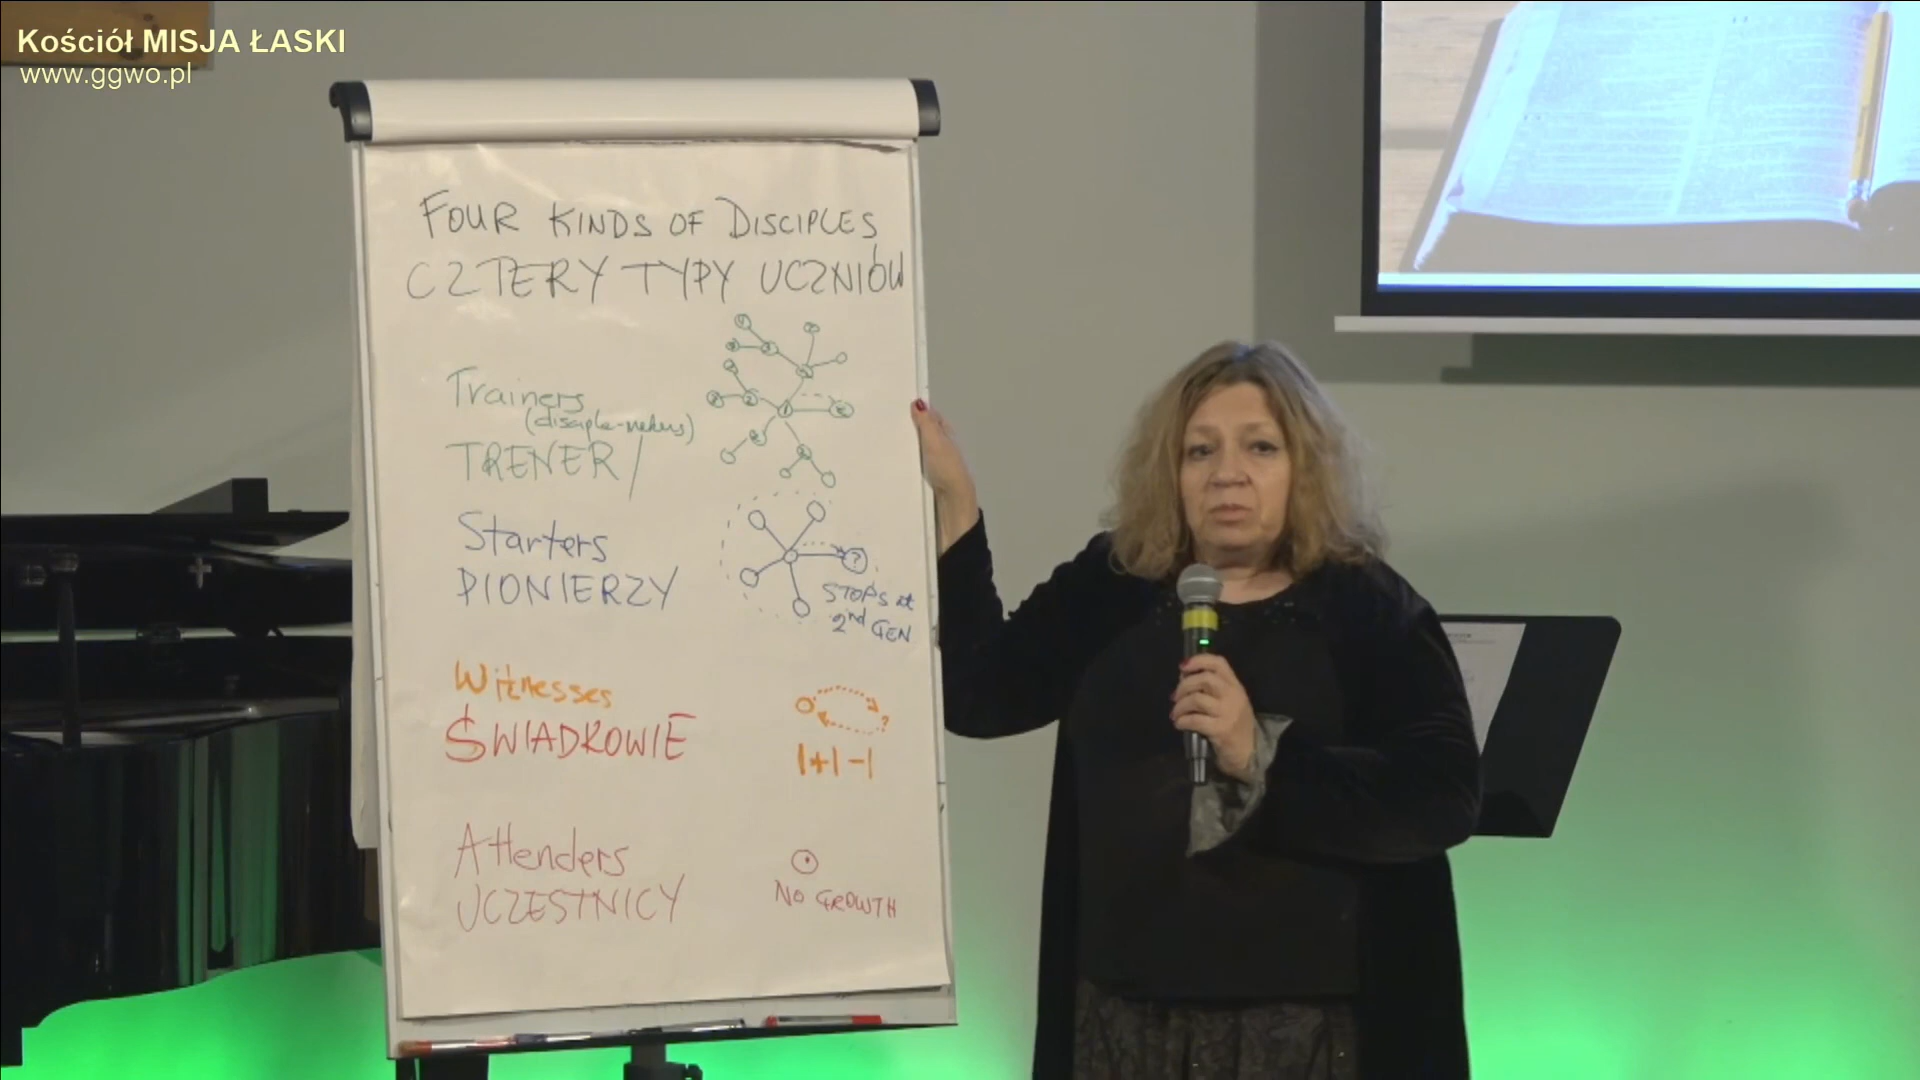 Kościół MISJA ŁASKI
www.ggwo.pl
FOUR KINDS OF DISCIPLES
CZTERY TYPY UCZNIÓW
Trainers
(disciple-makers)
TRENERZY
Starters
PIONIERZY
?
STOPS at
2nd GEN
Witnesses
ŚWIADKOWIE
?
1+1-1
Attenders
UCZESTNICY
NO GROWTH